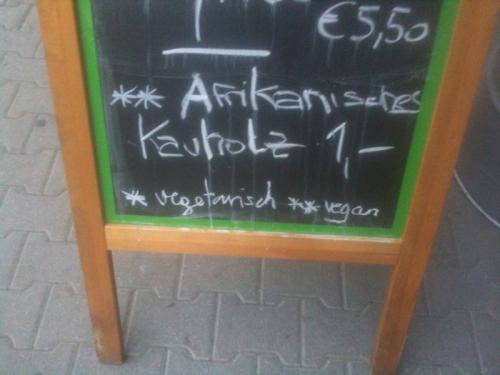 €5,50
** Afrikanisches
Kauholz 1,-
* vegetarisch ** vegan